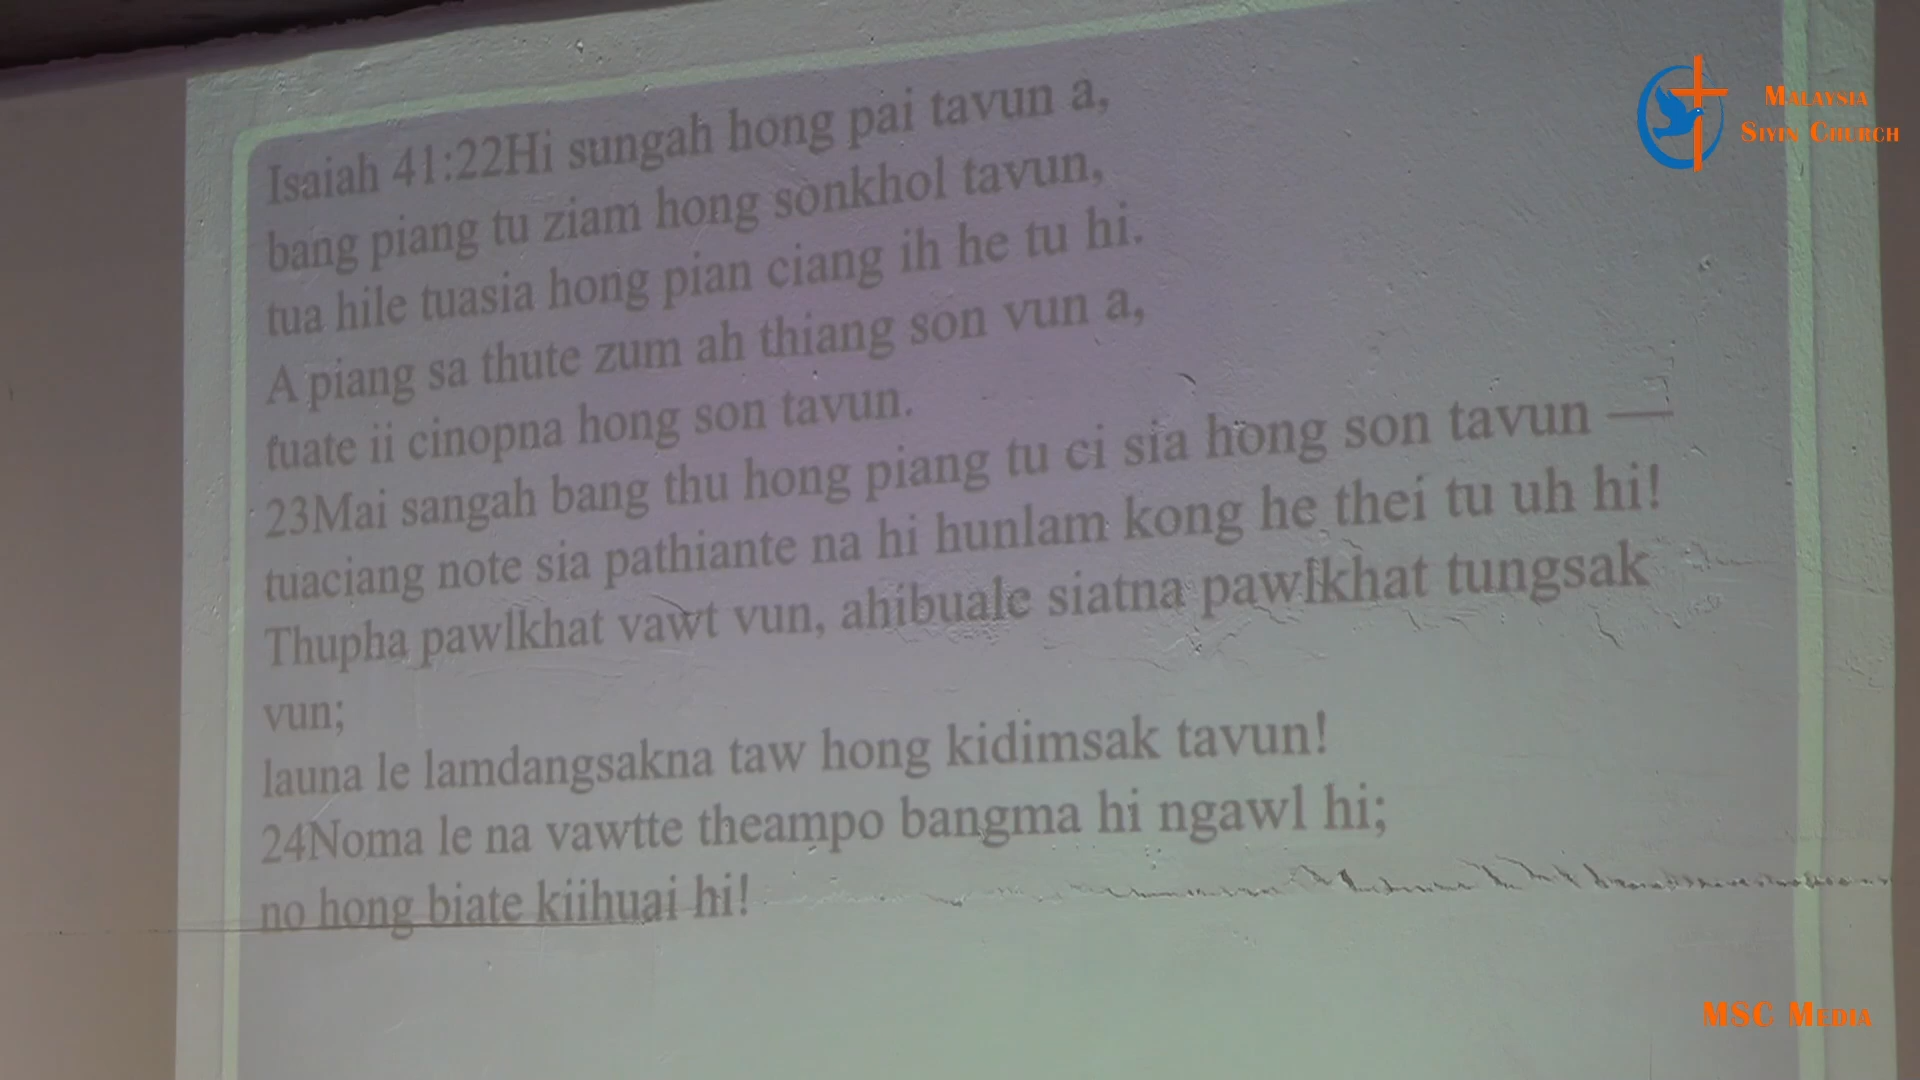 Isaiah 41:22Hi sungah hong pai tavun a,
bang piang tu ziam hong sonkhol tavun,
tua hile tuasia hong pian ciang ih he tu hi.
A piang sa thute zum ah thiang son vun a,
tuate ii cinopna hong son tavun.
23Mai sangah bang thu hong piang tu ci sia hong son tavun —
tuaciang note sia pathiante na hi hunlam kong he thei tu uh hi!
Thupha pawlkhat vawt vun, ahibuale siatna pawlkhat tungsak
vun;
launa le lamdangsakna taw hong kidimsak tavun!
24Noma le na vawtte theampo bangma hi ngawl hi;
no hong biate kiihuai hi!
MALAYSIA
SIYIN CHURCH
MSC MEDIA